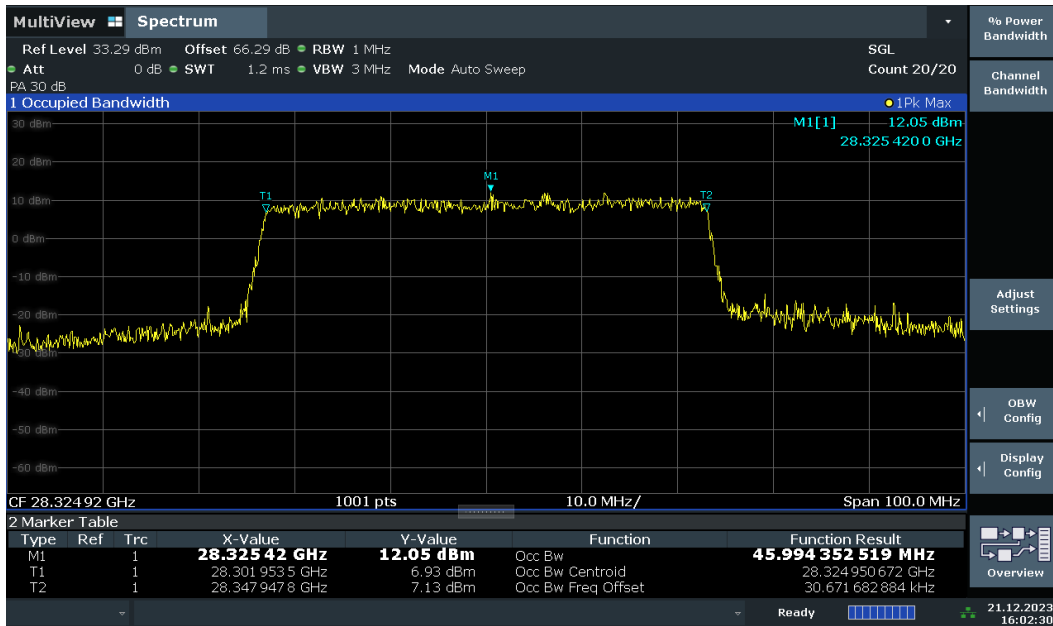 MultiView Spectrum
Ref Level 33.29 dBm Offset 66.29 dB RBW 1 MHz SGL
Att 0 dB SWT 1.2 ms VBW 3 MHz Mode Auto Sweep Count 20/20
PA 30 dB
1 Occupied Bandwidth 1Pk Max
M1[1] 12.05 dBm
28.325 420 0 GHz
30 dBm
20 dBm
10 dBm
0 dBm
-10 dBm
-20 dBm
-30 dBm
-40 dBm
-50 dBm
-60 dBm
T1
M1
T2
CF 28.324 92 GHz 1001 pts 10.0 MHz/ Span 100.0 MHz
2 Marker Table
Type Ref Trc X-Value Y-Value Function Function Result
M1 1 28.325 42 GHz 12.05 dBm Occ Bw 45.994 352 519 MHz
T1 1 28.301 953 5 GHz 6.93 dBm Occ Bw Centroid 28.324 950 672 GHz
T2 1 28.347 947 8 GHz 7.13 dBm Occ Bw Freq Offset 30.671 682 884 kHz
Ready
21.12.2023
16:02:30
% Power
Bandwidth
Channel
Bandwidth
Adjust
Settings
OBW
Config
Display
Config
Overview